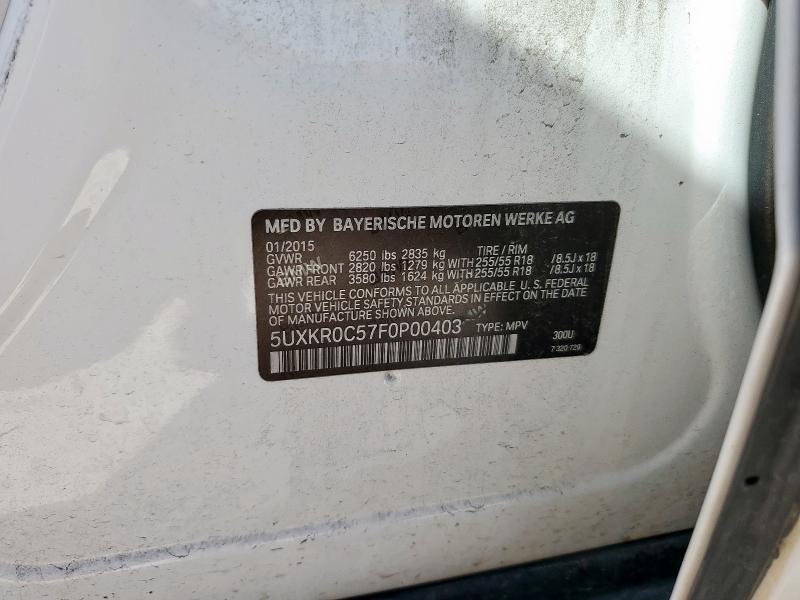 MFD BY BAYERISCHE MOTOREN WERKE AG
01/2015 TIRE / RIM
GVWR 6250 lbs 2835 kg
GAWR FRONT 2820 lbs 1279 kg WITH 255/55 R18 /8.5J x 18
GAWR REAR 3580 lbs 1624 kg WITH 255/55 R18 /8.5J x 18
THIS VEHICLE CONFORMS TO ALL APPLICABLE U. S. FEDERAL
MOTOR VEHICLE SAFETY STANDARDS IN EFFECT ON THE DATE
OF MANUFACTURE SHOWN ABOVE.
5UXKR0C57F0P00403 TYPE: MPV 300U
7 320 729